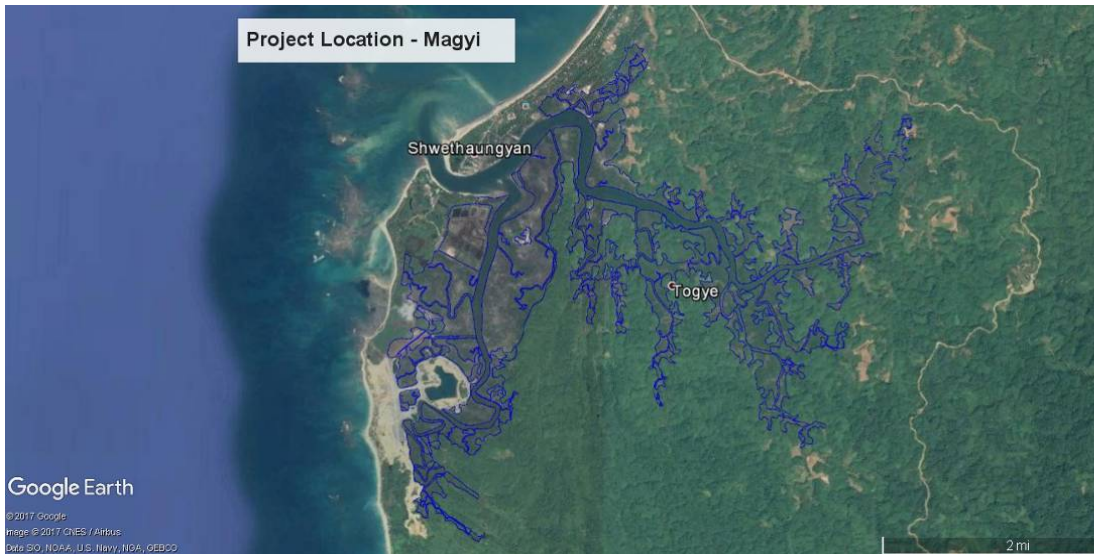 Project Location - Magyi
Shwethaungyan
Togye
Google Earth
© 2017 Google
Image © 2017 CNES / Airbus
Data SIO, NOAA, U.S. Navy, NGA, GEBCO
2 mi